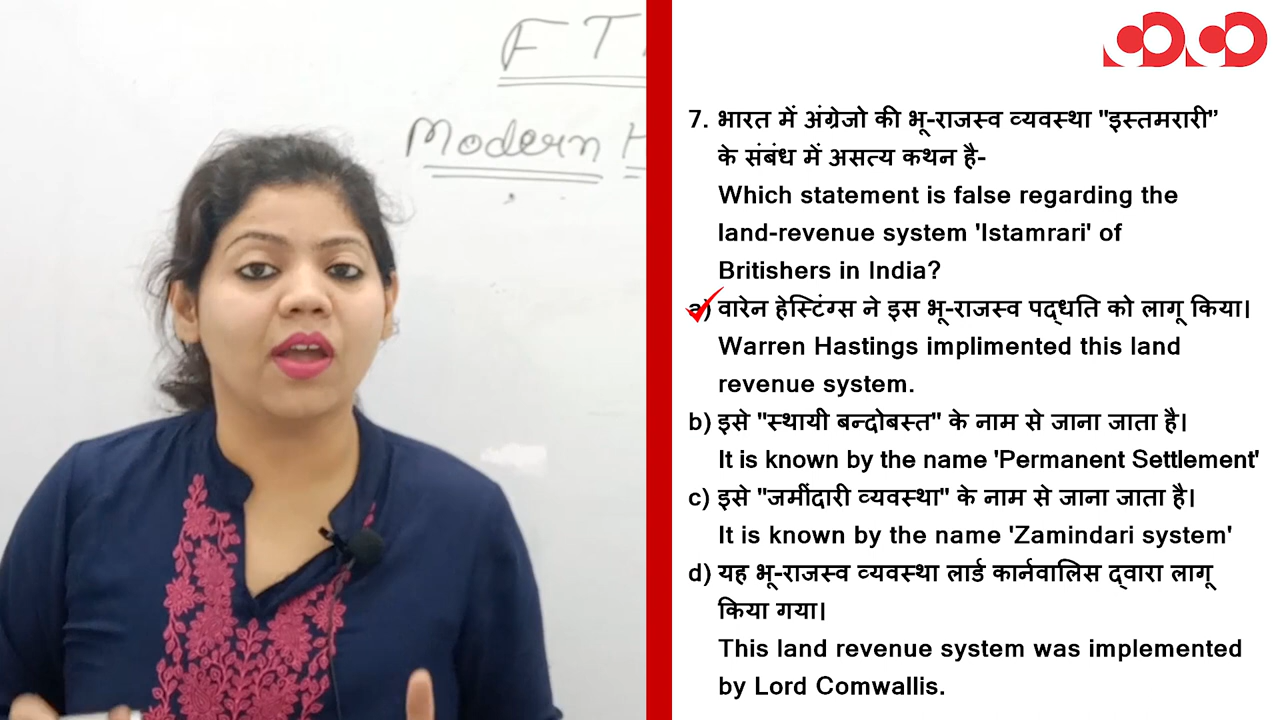 FT
Modern H
7. भारत में अंग्रेजो की भू-राजस्व व्यवस्था "इस्तमरारी"
के संबंध में असत्य कथन है-
Which statement is false regarding the
land-revenue system 'Istamrari' of
Britishers in India?
a) वारेन हेस्टिंग्स ने इस भू-राजस्व पद्धति को लागू किया।
Warren Hastings implimented this land
revenue system.
b) इसे "स्थायी बन्दोबस्त" के नाम से जाना जाता है।
It is known by the name 'Permanent Settlement'
c) इसे "जमींदारी व्यवस्था" के नाम से जाना जाता है।
It is known by the name 'Zamindari system'
d) यह भू-राजस्व व्यवस्था लार्ड कार्नवालिस द्वारा लागू
किया गया।
This land revenue system was implemented
by Lord Comwallis.